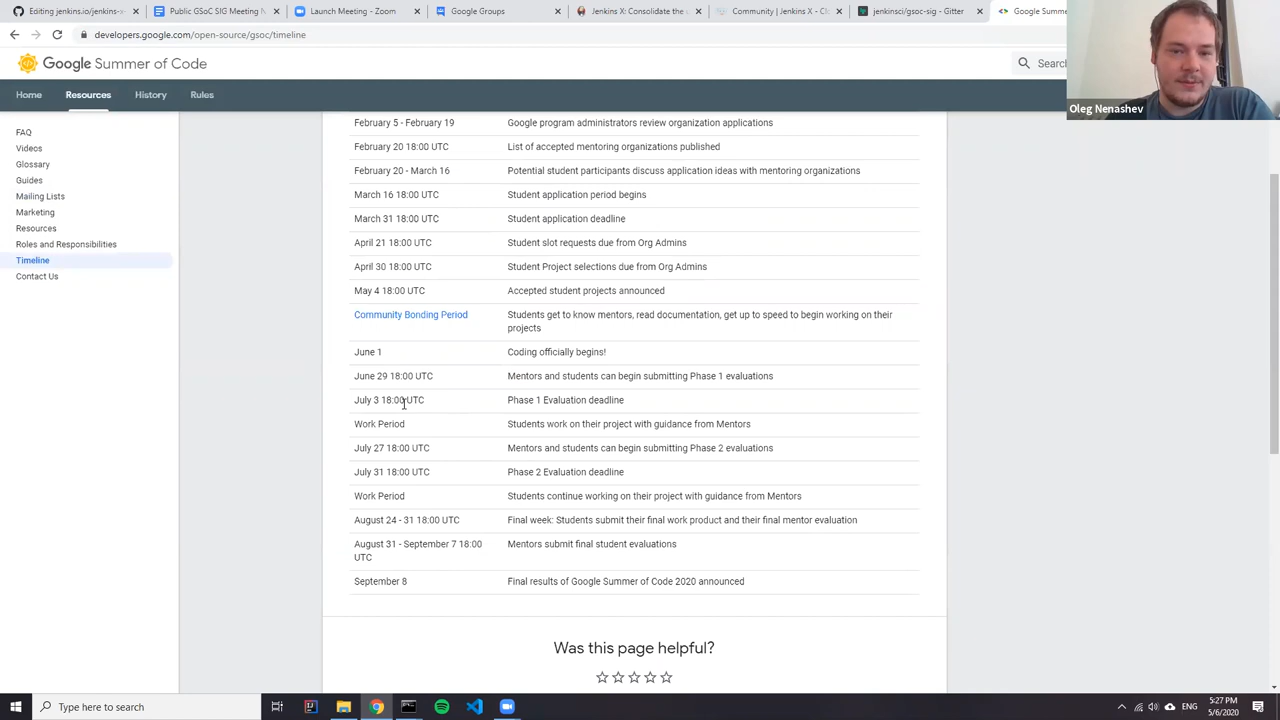 Editing jenkins.io/jenkins-x-
Public GSoC SIG Meeting N
Launch Meeting - Zoom
Google Groups
Jenkins X: Consolidate the u
Community | Jenkins X - Cl
jenkinsci/gsoc-sig - Gitter
Google Summ
developers.google.com/open-source/gsoc/timeline
Google Summer of Code
Search
Oleg Nenashev
Home
Resources
History
Rules
FAQ
Videos
Glossary
Guides
Mailing Lists
Marketing
Resources
Roles and Responsibilities
Timeline
Contact Us
February 5 - February 19 Google program administrators review organization applications
February 20 18:00 UTC List of accepted mentoring organizations published
February 20 - March 16 Potential student participants discuss application ideas with mentoring organizations
March 16 18:00 UTC Student application period begins
March 31 18:00 UTC Student application deadline
April 21 18:00 UTC Student slot requests due from Org Admins
April 30 18:00 UTC Student Project selections due from Org Admins
May 4 18:00 UTC Accepted student projects announced
Community Bonding Period Students get to know mentors, read documentation, get up to speed to begin working on their
projects
June 1 Coding officially begins!
June 29 18:00 UTC Mentors and students can begin submitting Phase 1 evaluations
July 3 18:00 UTC Phase 1 Evaluation deadline
Work Period Students work on their project with guidance from Mentors
July 27 18:00 UTC Mentors and students can begin submitting Phase 2 evaluations
July 31 18:00 UTC Phase 2 Evaluation deadline
Work Period Students continue working on their project with guidance from Mentors
August 24 - 31 18:00 UTC Final week: Students submit their final work product and their final mentor evaluation
August 31 - September 7 18:00 Mentors submit final student evaluations
UTC
September 8 Final results of Google Summer of Code 2020 announced
Was this page helpful?
Type here to search
ENG
5:27 PM
5/6/2020